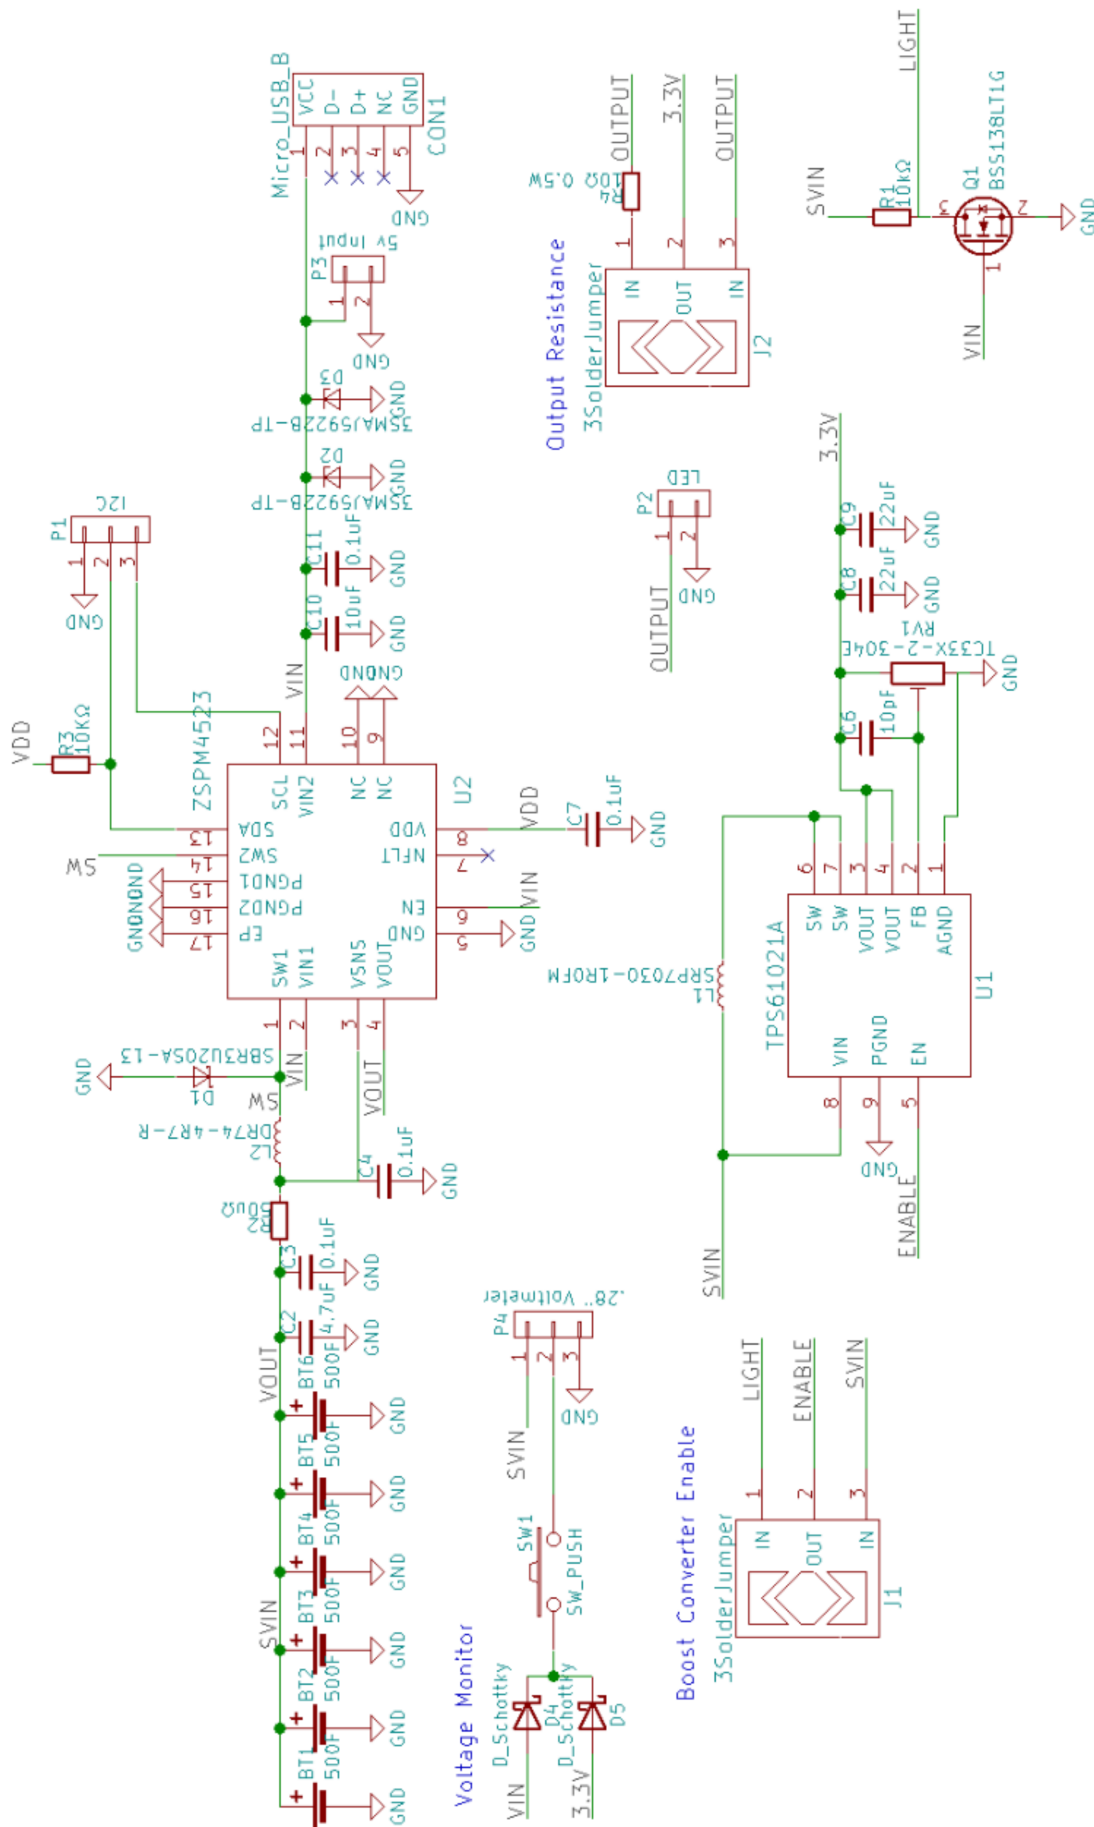 Micro_USB_B
VCC
D-
D+
NC
GND
1
2
3
4
5
CON1
GND
P3
5v Input
1
2
GND
D3
3SMAJ5922B-TP
GND
D2
3SMAJ5922B-TP
GND
C11
0.1uF
GND
C10
10uF
GND
VIN
P1
I2C
1
2
3
GND
VDD
R3
10KΩ
ZSPM4523
U2
SCL
12
VIN2
11
NC
10
NC
9
GND
GND
SDA
13
SW2
14
PGND1
15
PGND2
16
EP
17
SW
GND
GND
GND
VDD
8
NFLT
7
EN
6
GND
5
VDD
VIN
GND
C7
0.1uF
GND
SW1
1
VIN1
2
VSNS
3
VOUT
4
VIN
VOUT
GND
D1
SBR3U20SA-13
SW
DR74-4R7-R
L2
C4
0.1uF
GND
R2
50uΩ
C3
0.1uF
GND
C2
4.7uF
GND
VOUT
BT6
500F
GND
BT5
500F
GND
BT4
500F
GND
BT3
500F
GND
SVIN
BT2
500F
GND
BT1
500F
GND
Output Resistance
3SolderJumper
IN
OUT
IN
1
2
3
J2
R4
10Ω 0.5W
OUTPUT
3.3V
OUTPUT
LIGHT
SVIN
R1
10kΩ
Q1
BSS138LT1G
3
2
1
VIN
GND
P2
LED
1
2
OUTPUT
GND
3.3V
C9
22uF
GND
C8
22uF
GND
RV1
TC33X-2-304E
GND
C6
10pF
L1
SRP7030-1R0FM
TPS61021A
U1
SW
6
SW
7
VOUT
3
VOUT
4
FB
2
AGND
1
VIN
8
PGND
9
EN
5
GND
ENABLE
SVIN
Voltage Monitor
.28" Voltmeter
P4
1
2
3
SVIN
GND
SW1
SW_PUSH
D_Schottky
D4
D_Schottky
D5
VIN
3.3V
Boost Converter Enable
3SolderJumper
IN
OUT
IN
1
2
3
J1
LIGHT
ENABLE
SVIN